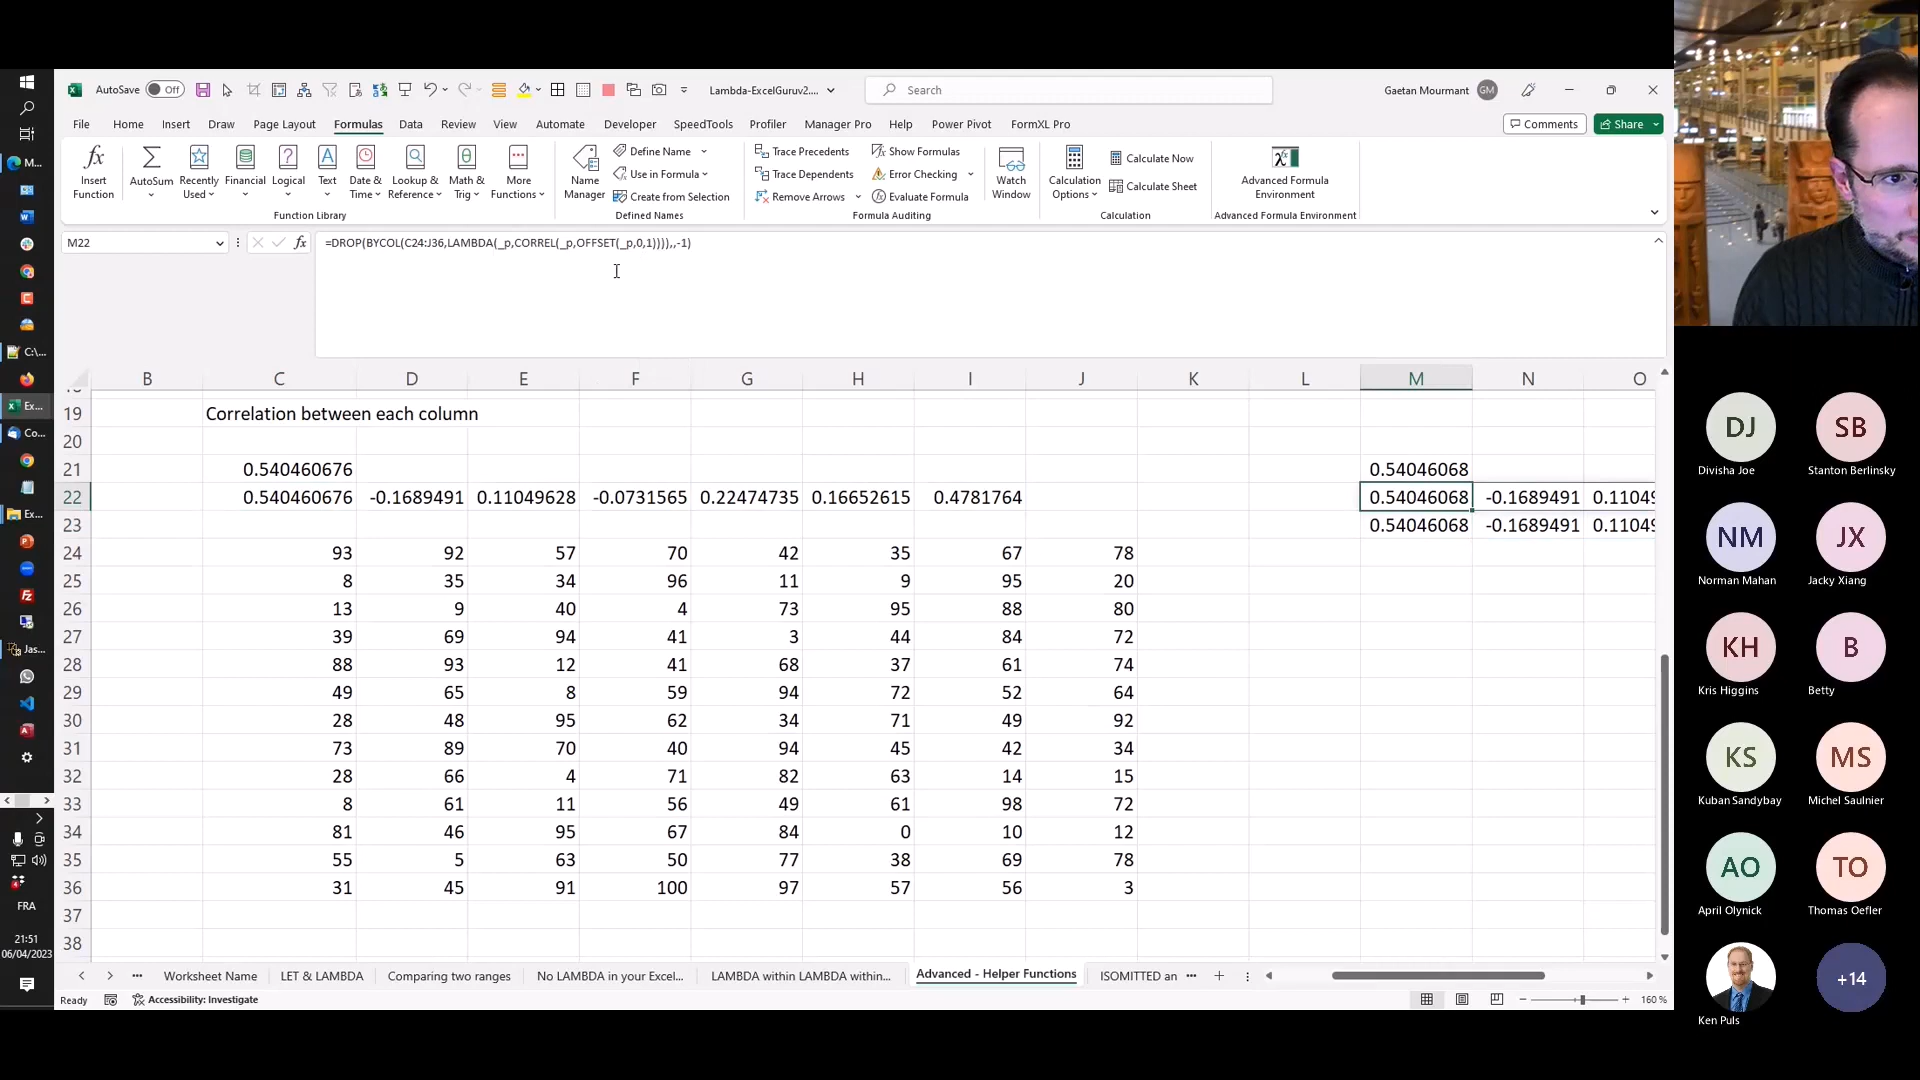 AutoSave Off Lambda-ExcelGuruv2.... Search Gaetan Mourmant GM
File Home Insert Draw Page Layout Formulas Data Review View Automate Developer SpeedTools Profiler Manager Pro Help Power Pivot FormXL Pro Comments Share
Insert Function
AutoSum
Recently Used
Financial
Logical
Text
Date & Time
Lookup & Reference
Math & Trig
More Functions
Function Library
Name Manager
Define Name
Use in Formula
Create from Selection
Defined Names
Trace Precedents Show Formulas
Trace Dependents Error Checking
Remove Arrows Evaluate Formula
Formula Auditing
Watch Window
Calculation Options
Calculate Now
Calculate Sheet
Calculation
Advanced Formula Environment
Advanced Formula Environment
M22 fx =DROP(BYCOL(C24:J36,LAMBDA(_p,CORREL(_p,OFFSET(_p,0,1)))),,-1)
B C D E F G H I J K L M N O
19 Correlation between each column
20
21 0.540460676 0.54046068
22 0.540460676 -0.1689491 0.11049628 -0.0731565 0.22474735 0.16652615 0.4781764 0.54046068 -0.1689491 0.1104
23 0.54046068 -0.1689491 0.1104
24 93 92 57 70 42 35 67 78
25 8 35 34 96 11 9 95 20
26 13 9 40 4 73 95 88 80
27 39 69 94 41 3 44 84 72
28 88 93 12 41 68 37 61 74
29 49 65 8 59 94 72 52 64
30 28 48 95 62 34 71 49 92
31 73 89 70 40 94 45 42 34
32 28 66 4 71 82 63 14 15
33 8 61 11 56 49 61 98 72
34 81 46 95 67 84 0 10 12
35 55 5 63 50 77 38 69 78
36 31 45 91 100 97 57 56 3
37
38
... Worksheet Name LET & LAMBDA Comparing two ranges No LAMBDA in your Excel... LAMBDA within LAMBDA within... Advanced - Helper Functions ISOMITTED an ...
Ready Accessibility: Investigate 160 %
M...
C:\...
Ex...
Co...
Ex...
Jas...
FRA
21:51
06/04/2023
DJ
Divisha Joe
SB
Stanton Berlinsky
NM
Norman Mahan
JX
Jacky Xiang
KH
Kris Higgins
B
Betty
KS
Kuban Sandybay
MS
Michel Saulnier
AO
April Olynick
TO
Thomas Oefler
Ken Puls
+14